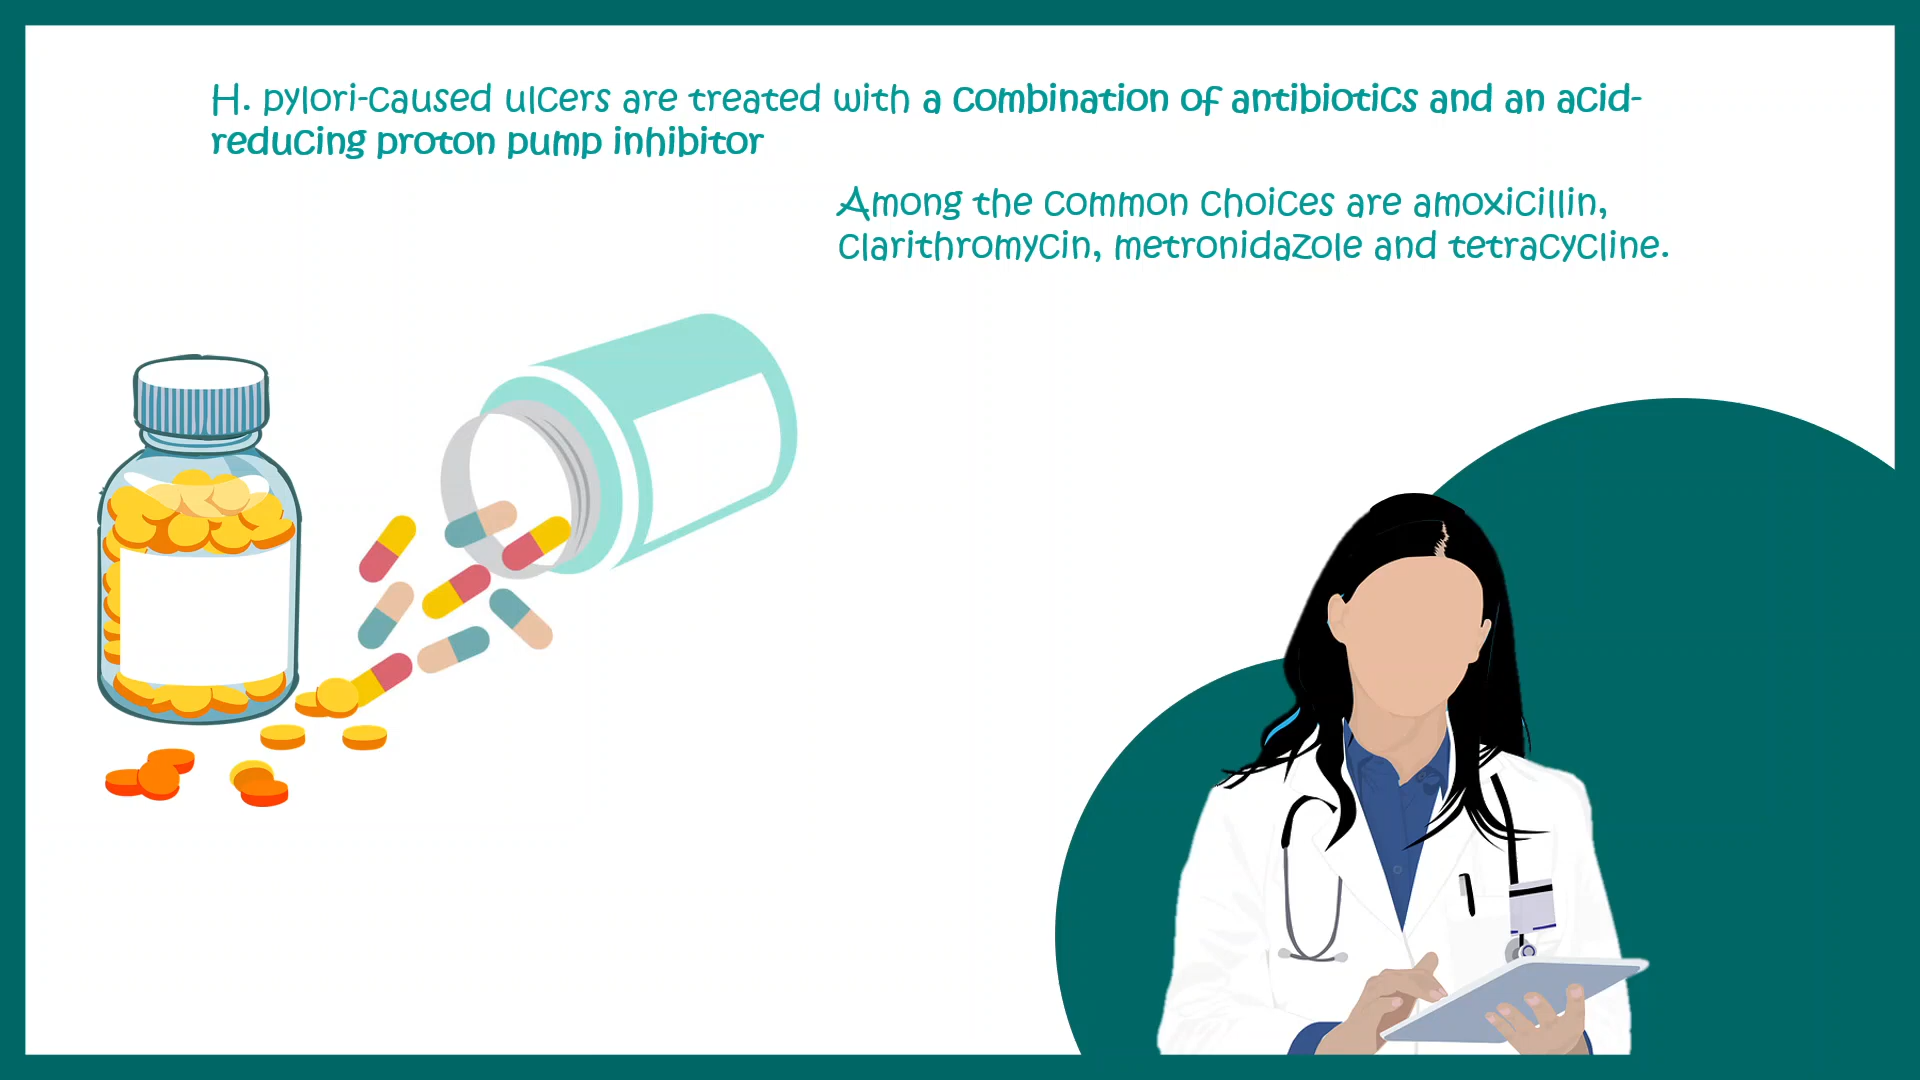 H. pylori-caused ulcers are treated with a combination of antibiotics and an acid-
reducing proton pump inhibitor
Among the common choices are amoxicillin,
clarithromycin, metronidazole and tetracycline.